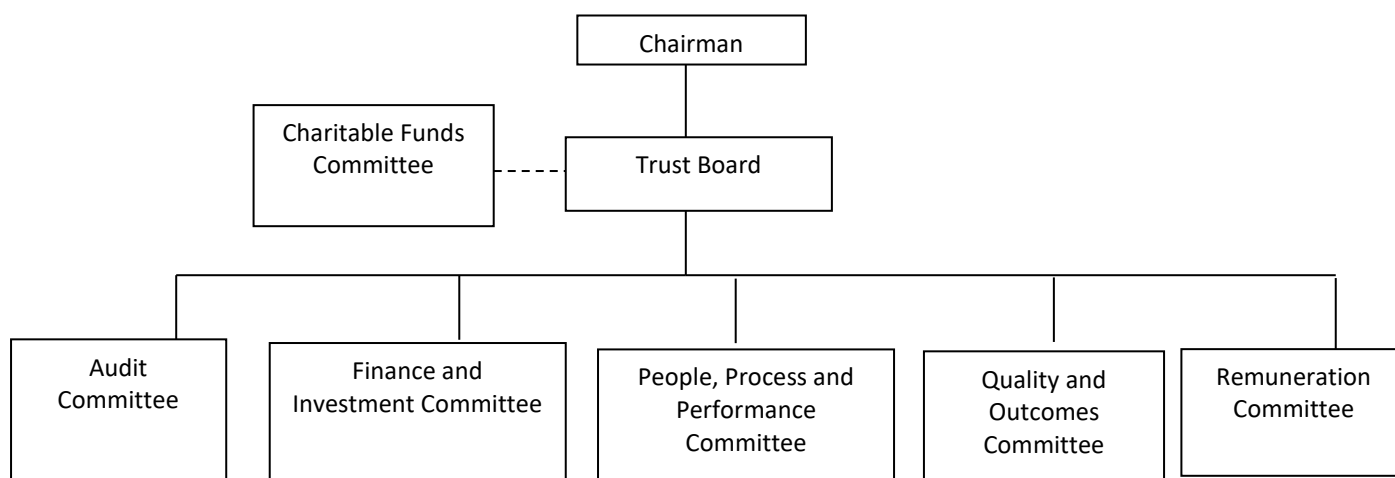 Chairman
Charitable Funds
Committee
Trust Board
Audit
Committee
Finance and
Investment Committee
People, Process and
Performance
Committee
Quality and
Outcomes
Committee
Remuneration
Committee